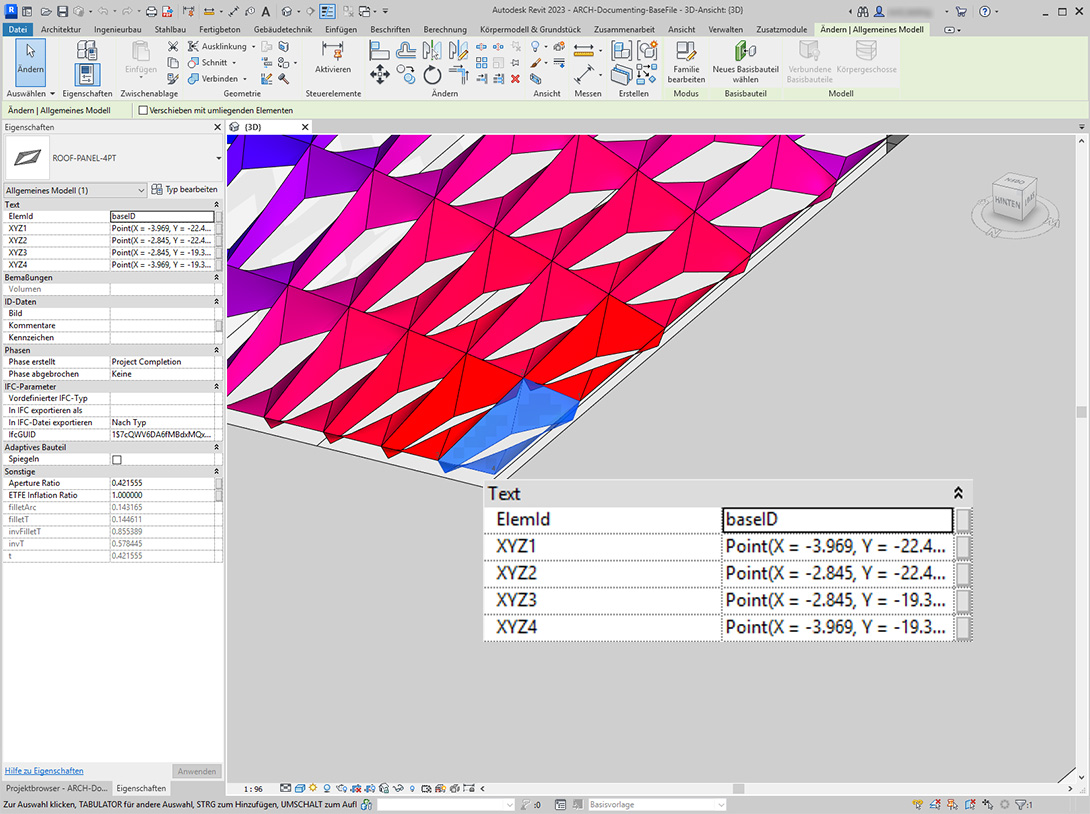 Autodesk Revit 2023 - ARCH-Documenting-BaseFile - 3D-Ansicht: {3D}
Datei Architektur Ingenieurbau Stahlbau Fertigbeton Gebäudetechnik Einfügen Beschriften Berechnung Körpermodell & Grundstück Zusammenarbeit Ansicht Verwalten Zusatzmodule Ändern | Allgemeines Modell
Ändern
Einfügen
Ausklinkung
Schnitt
Verbinden
Aktivieren
Familie bearbeiten
Neues Basisbauteil wählen
Verbundene Basisbauteile
Körpergeschosse
Auswählen Eigenschaften Zwischenablage Geometrie Steuerelemente Ändern Ansicht Messen Erstellen Modus Basisbauteil Modell
Ändern | Allgemeines Modell Verschieben mit umliegenden Elementen
Eigenschaften
{3D}
ROOF-PANEL-4PT
Allgemeines Modell (1) Typ bearbeiten
Text
ElemId baseID
XYZ1 Point(X = -3.969, Y = -22.4...
XYZ2 Point(X = -2.845, Y = -22.4...
XYZ3 Point(X = -2.845, Y = -19.3...
XYZ4 Point(X = -3.969, Y = -19.3...
Bemaßungen
Volumen
ID-Daten
Bild
Kommentare
Kennzeichen
Phasen
Phase erstellt Project Completion
Phase abgebrochen Keine
IFC-Parameter
Vordefinierter IFC-Typ
In IFC exportieren als
In IFC-Datei exportieren Nach Typ
IfcGUID 1$7cQWV6DA6fMBdxMQx...
Adaptives Bauteil
Spiegeln
Sonstige
Aperture Ratio 0.421555
ETFE Inflation Ratio 1.000000
filletArc 0.143165
filletT 0.144611
invFilletT 0.855389
invT 0.578445
t 0.421555
HINTEN
Text
ElemId baseID
XYZ1 Point(X = -3.969, Y = -22.4...
XYZ2 Point(X = -2.845, Y = -22.4...
XYZ3 Point(X = -2.845, Y = -19.3...
XYZ4 Point(X = -3.969, Y = -19.3...
Hilfe zu Eigenschaften Anwenden
Projektbrowser - ARCH-Do... Eigenschaften
1 : 96
Zur Auswahl klicken, TABULATOR für andere Auswahl, STRG zum Hinzufügen, UMSCHALT zum Aufl
:0
Basisvorlage
:1